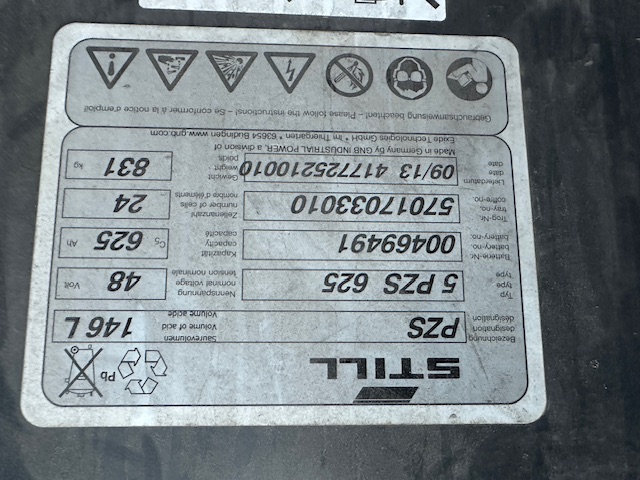 STILL
Pb
Bezeichnung
désignation
designation
PZS
Saurevolumen
Volumen of acid
Volume acide
146 L
Typ
type
type
5 PZS 625
Nennspannung
nominal voltage
tension nominale
48 Volt
Batterie-Nr.
battery-no.
battery-no.
00469491
Kapazität
capacity
capacité
C5 625 Ah
Trog-Nr.
tray-no.
coffre-no.
57017033010
Zellenanzahl
number of cells
nombre d'éléments
24
Lieferdatum
date
date
09/13 417725210010
Gewicht
weight
poids
831 kg
Made in Germany by GNB INDUSTRIAL POWER, a division of
Exide Technologies GmbH * Im Thiergarten * 63654 Büdingen * www.gnb.com
Gebrauchsanweisung beachten! – Please follow the instructions! – Se conformer à la notice d'emploi!